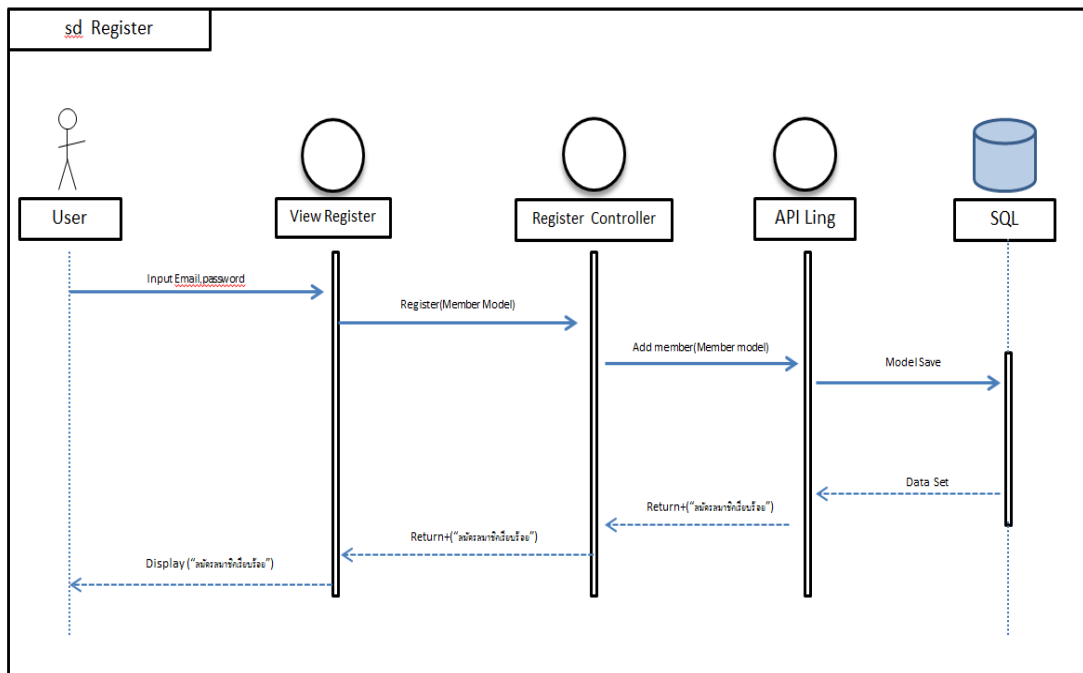 sd Register
User
View Register
Register Controller
API Ling
SQL
Input Email,password
Register(Member Model)
Add member(Member model)
Model Save
Data Set
Return+("สมัครสมาชิกเรียบร้อย")
Return+("สมัครสมาชิกเรียบร้อย")
Display ("สมัครสมาชิกเรียบร้อย")